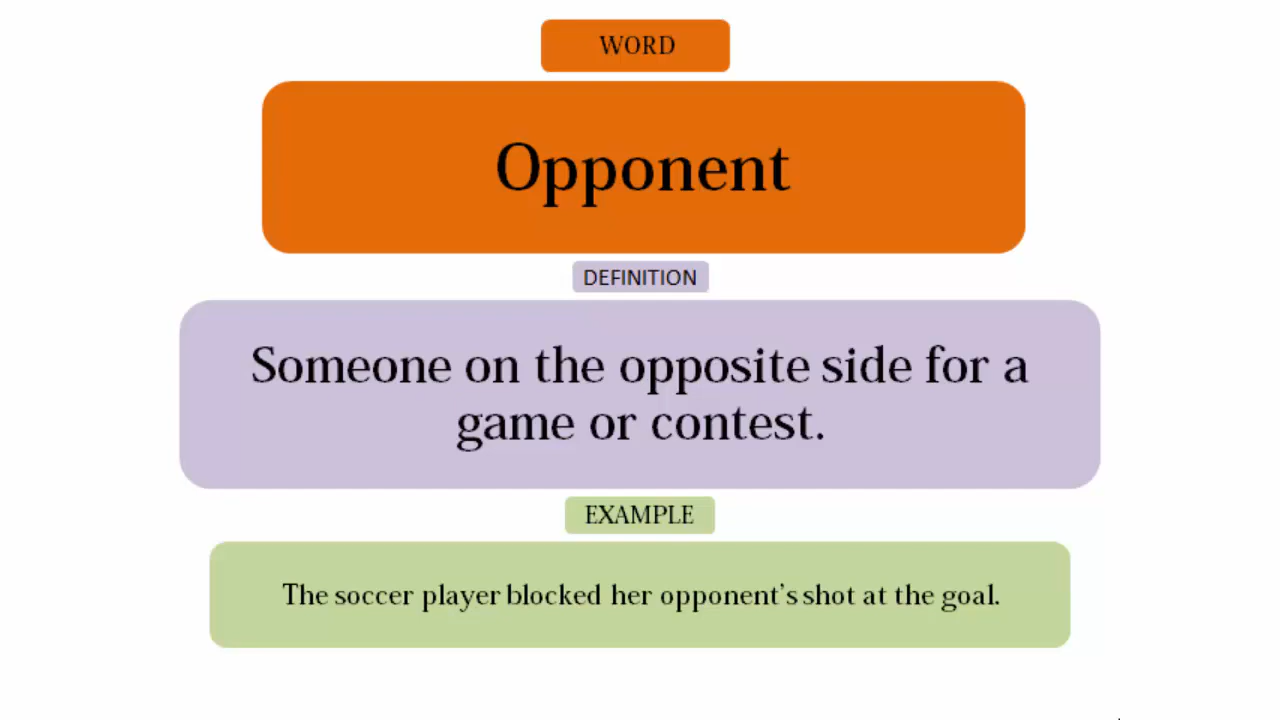 WORD
Opponent
DEFINITION
Someone on the opposite side for a
game or contest.
EXAMPLE
The soccer player blocked her opponent’s shot at the goal.